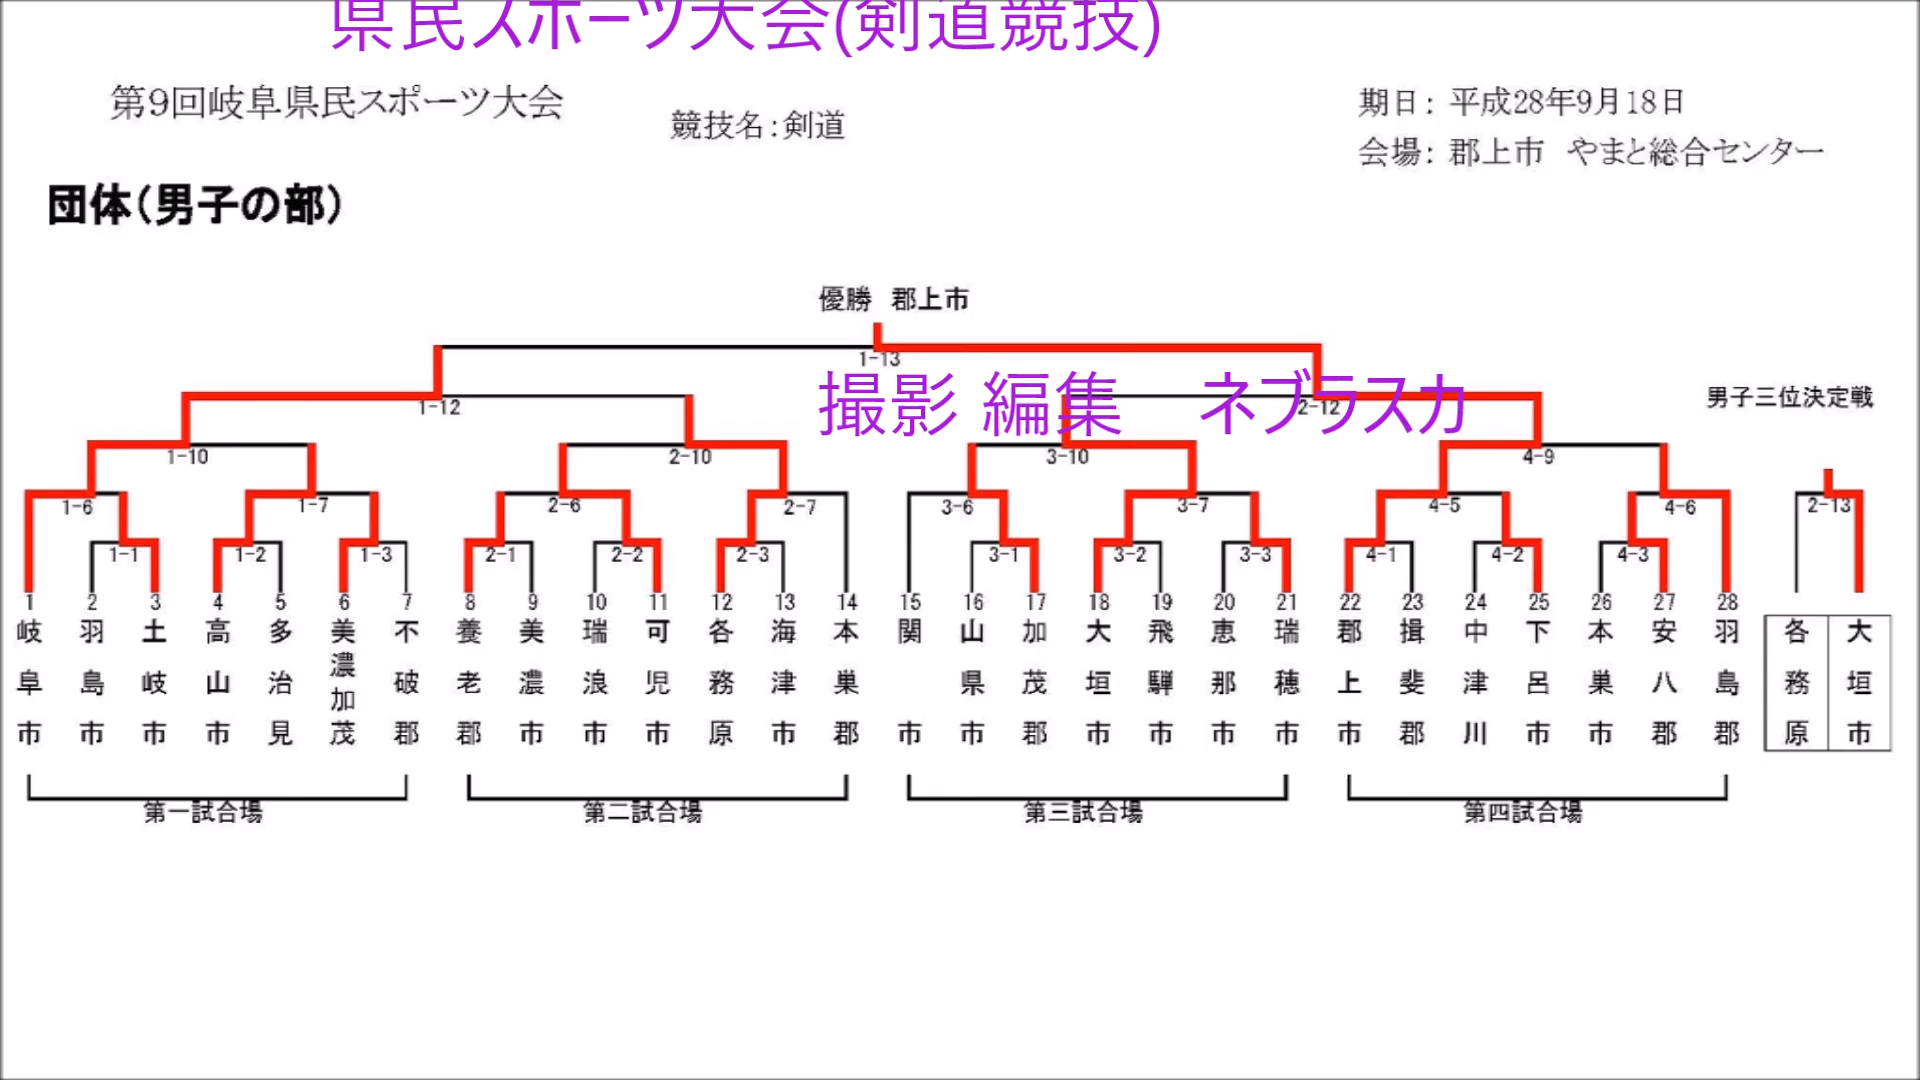 県民スポーツ大会(剣道競技)
第9回岐阜県民スポーツ大会
競技名：剣道
期日： 平成28年9月18日
会場： 郡上市　やまと総合センター
団体（男子の部）
優勝　郡上市
1-13
撮影 編集　ネブラスカ
男子三位決定戦
1-12
2-12
1-10
2-10
3-10
4-9
1-6
1-7
2-6
2-7
3-6
3-7
4-5
4-6
2-13
1-1
1-2
1-3
2-1
2-2
2-3
3-1
3-2
3-3
4-1
4-2
4-3
1 岐阜市
2 羽島市
3 土岐市
4 高山市
5 多治見
6 美濃加茂
7 不破郡
8 養老郡
9 美濃市
10 瑞浪市
11 可児市
12 各務原
13 海津市
14 本巣郡
15 関市
16 山県市
17 加茂郡
18 大垣市
19 飛騨市
20 恵那市
21 瑞穂市
22 郡上市
23 揖斐郡
24 中津川
25 下呂市
26 本巣市
27 安八郡
28 羽島郡
各務原
大垣市
第一試合場
第二試合場
第三試合場
第四試合場